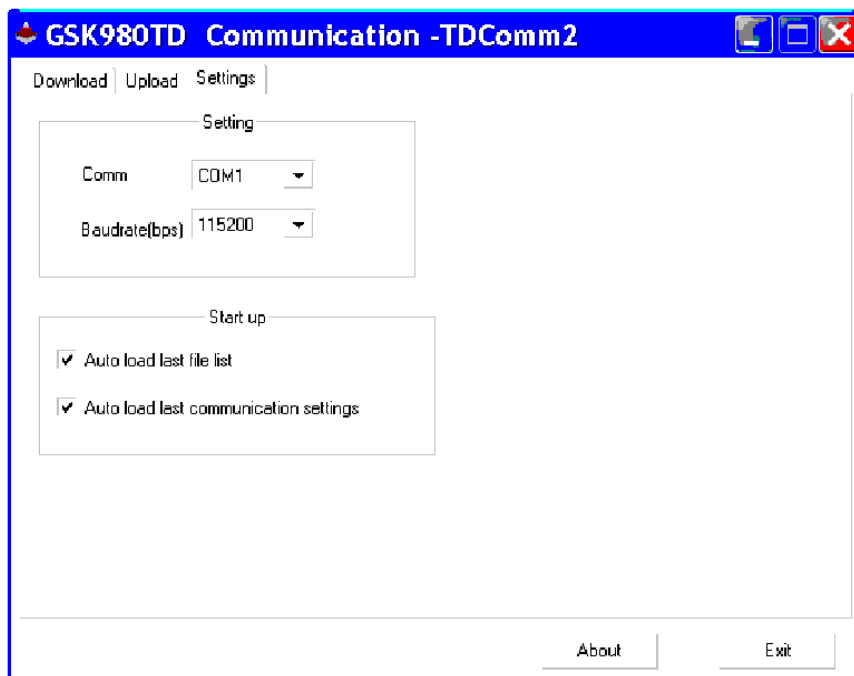 GSK980TD Communication -TDComm2
Download Upload Settings
Setting
Comm COM1
Baudrate(bps) 115200
Start up
Auto load last file list
Auto load last communication settings
About Exit